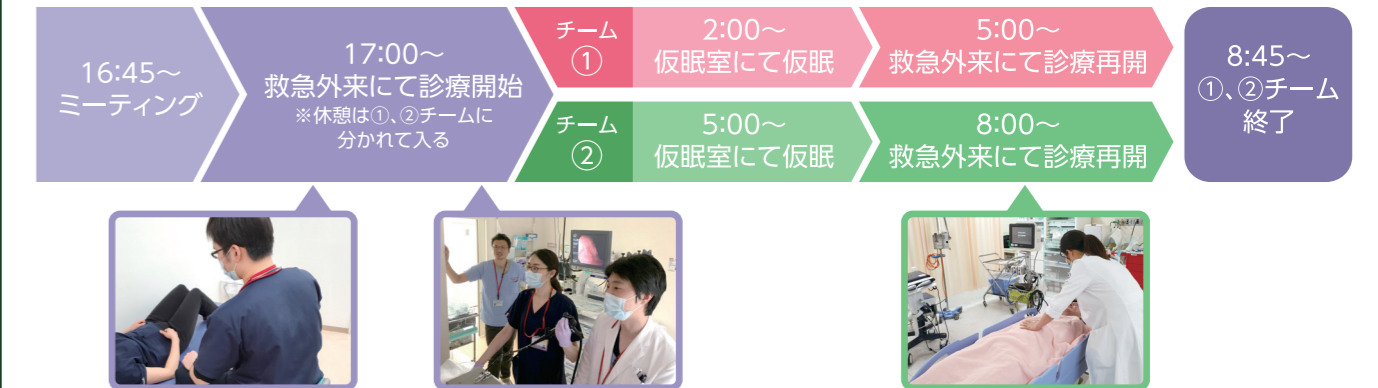 16:45～
ミーティング
17:00～
救急外来にて診療開始
※休憩は①、②チームに
分かれて入る
チーム
①
2:00～
仮眠室にて仮眠
5:00～
救急外来にて診療再開
チーム
②
5:00～
仮眠室にて仮眠
8:00～
救急外来にて診療再開
8:45～
①、②チーム
終了